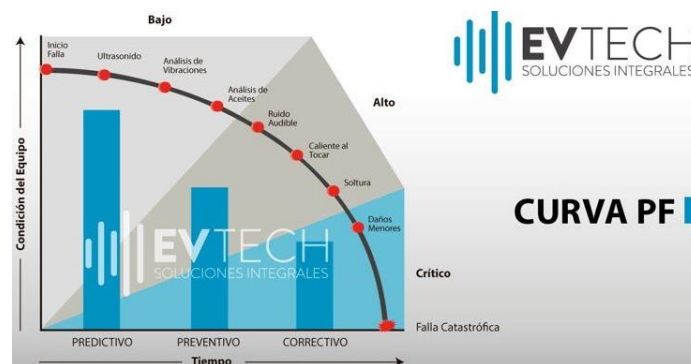 Bajo
Inicio
Falla
Ultrasonido
Análisis de
Vibraciones
Análisis de
Aceites
Ruido
Audible
Alto
Caliente al
Tocar
Soltura
Daños
Menores
Crítico
Falla Catastrófica
Condición del Equipo
EVTECH
SOLUCIONES INTEGRALES
PREDICTIVO
PREVENTIVO
CORRECTIVO
Tiempo
EVTECH
SOLUCIONES INTEGRALES
CURVA PF